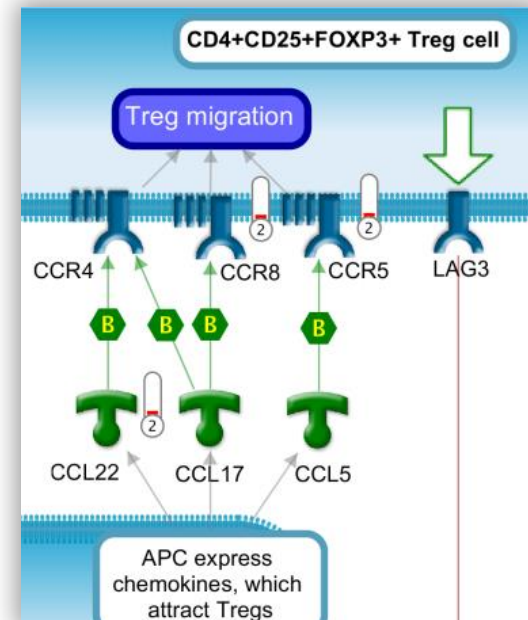 CD4+CD25+FOXP3+ Treg cell
Treg migration
2
2
CCR4
CCR8
CCR5
LAG3
B
B
B
B
2
CCL22
CCL17
CCL5
APC express
chemokines, which
attract Tregs